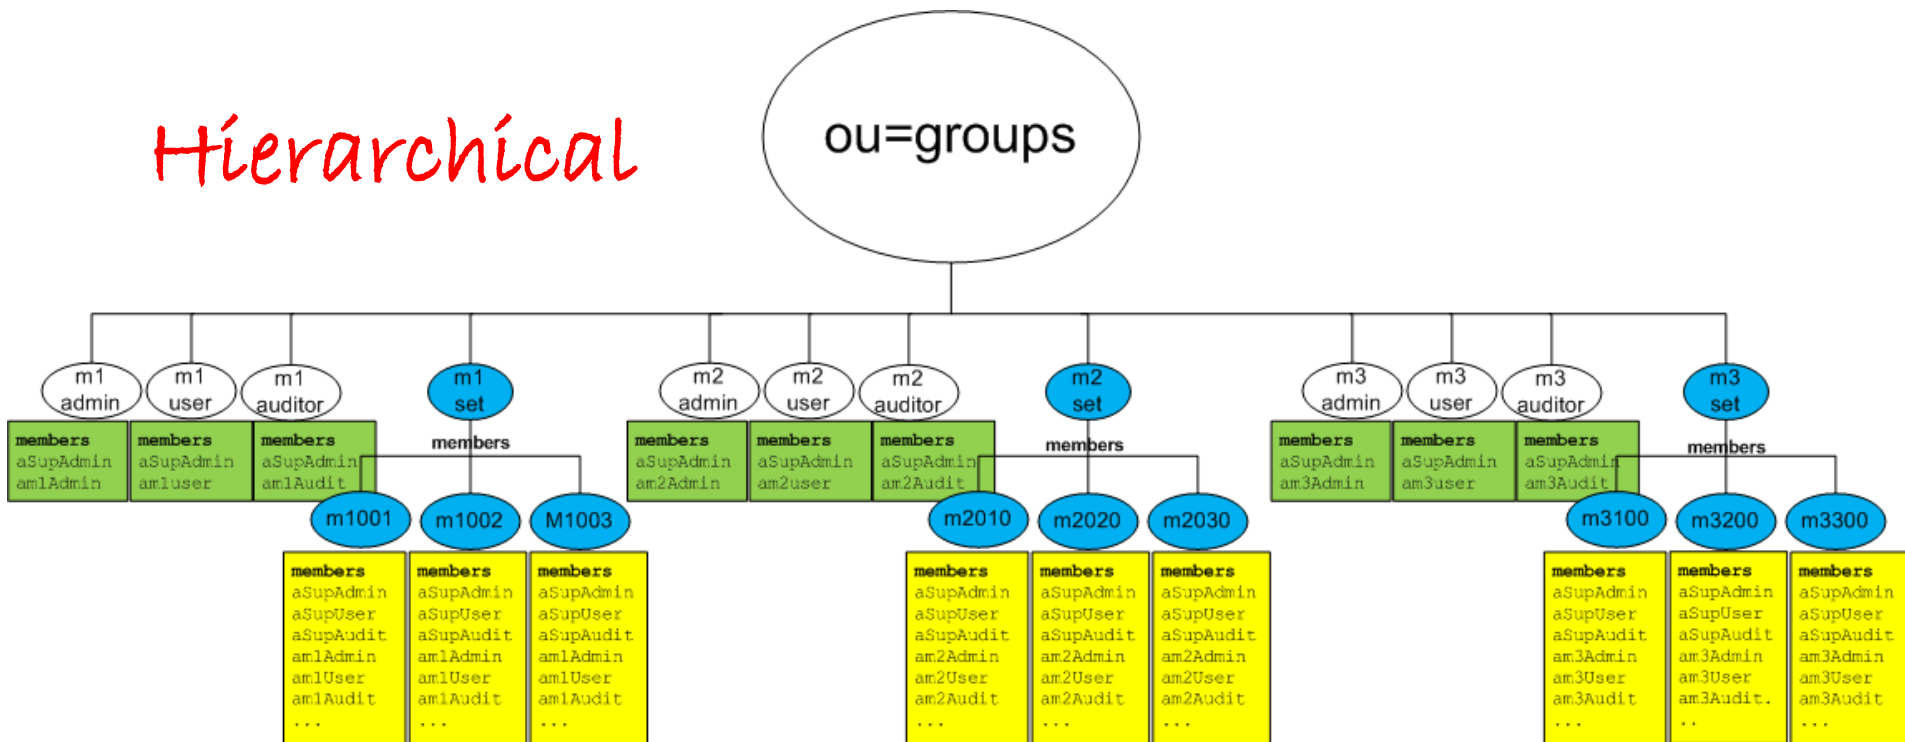 Hierarchical
ou=groups
m1
admin
m1
user
m1
auditor
m1
set
m2
admin
m2
user
m2
auditor
m2
set
m3
admin
m3
user
m3
auditor
m3
set
members
aSupAdmin
am1Admin
members
aSupAdmin
am1user
members
aSupAdmin
am1Audit
members
members
aSupAdmin
am2Admin
members
aSupAdmin
am2user
members
aSupAdmin
am2Audit
members
members
aSupAdmin
am3Admin
members
aSupAdmin
am3user
members
aSupAdmin
am3Audit
members
m1001
m1002
M1003
m2010
m2020
m2030
m3100
m3200
m3300
members
aSupAdmin
aSupUser
aSupAudit
am1Admin
am1User
am1Audit
...
members
aSupAdmin
aSupUser
aSupAudit
am1Admin
am1User
am1Audit
...
members
aSupAdmin
aSupUser
aSupAudit
am1Admin
am1User
am1Audit
...
members
aSupAdmin
aSupUser
aSupAudit
am2Admin
am2User
am2Audit
...
members
aSupAdmin
aSupUser
aSupAudit
am2Admin
am2User
am2Audit
...
members
aSupAdmin
aSupUser
aSupAudit
am2Admin
am2User
am2Audit
...
members
aSupAdmin
aSupUser
aSupAudit
am3Admin
am3User
am3Audit
...
members
aSupAdmin
aSupUser
aSupAudit
am3Admin
am3User
am3Audit.
..
members
aSupAdmin
aSupUser
aSupAudit
am3Admin
am3User
am3Audit
...